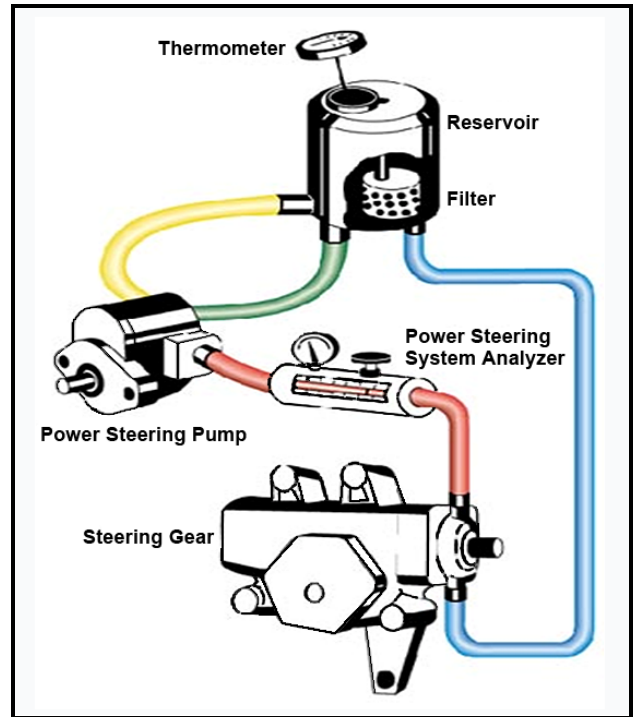 Thermometer
Reservoir
Filter
Power Steering
System Analyzer
Power Steering Pump
Steering Gear